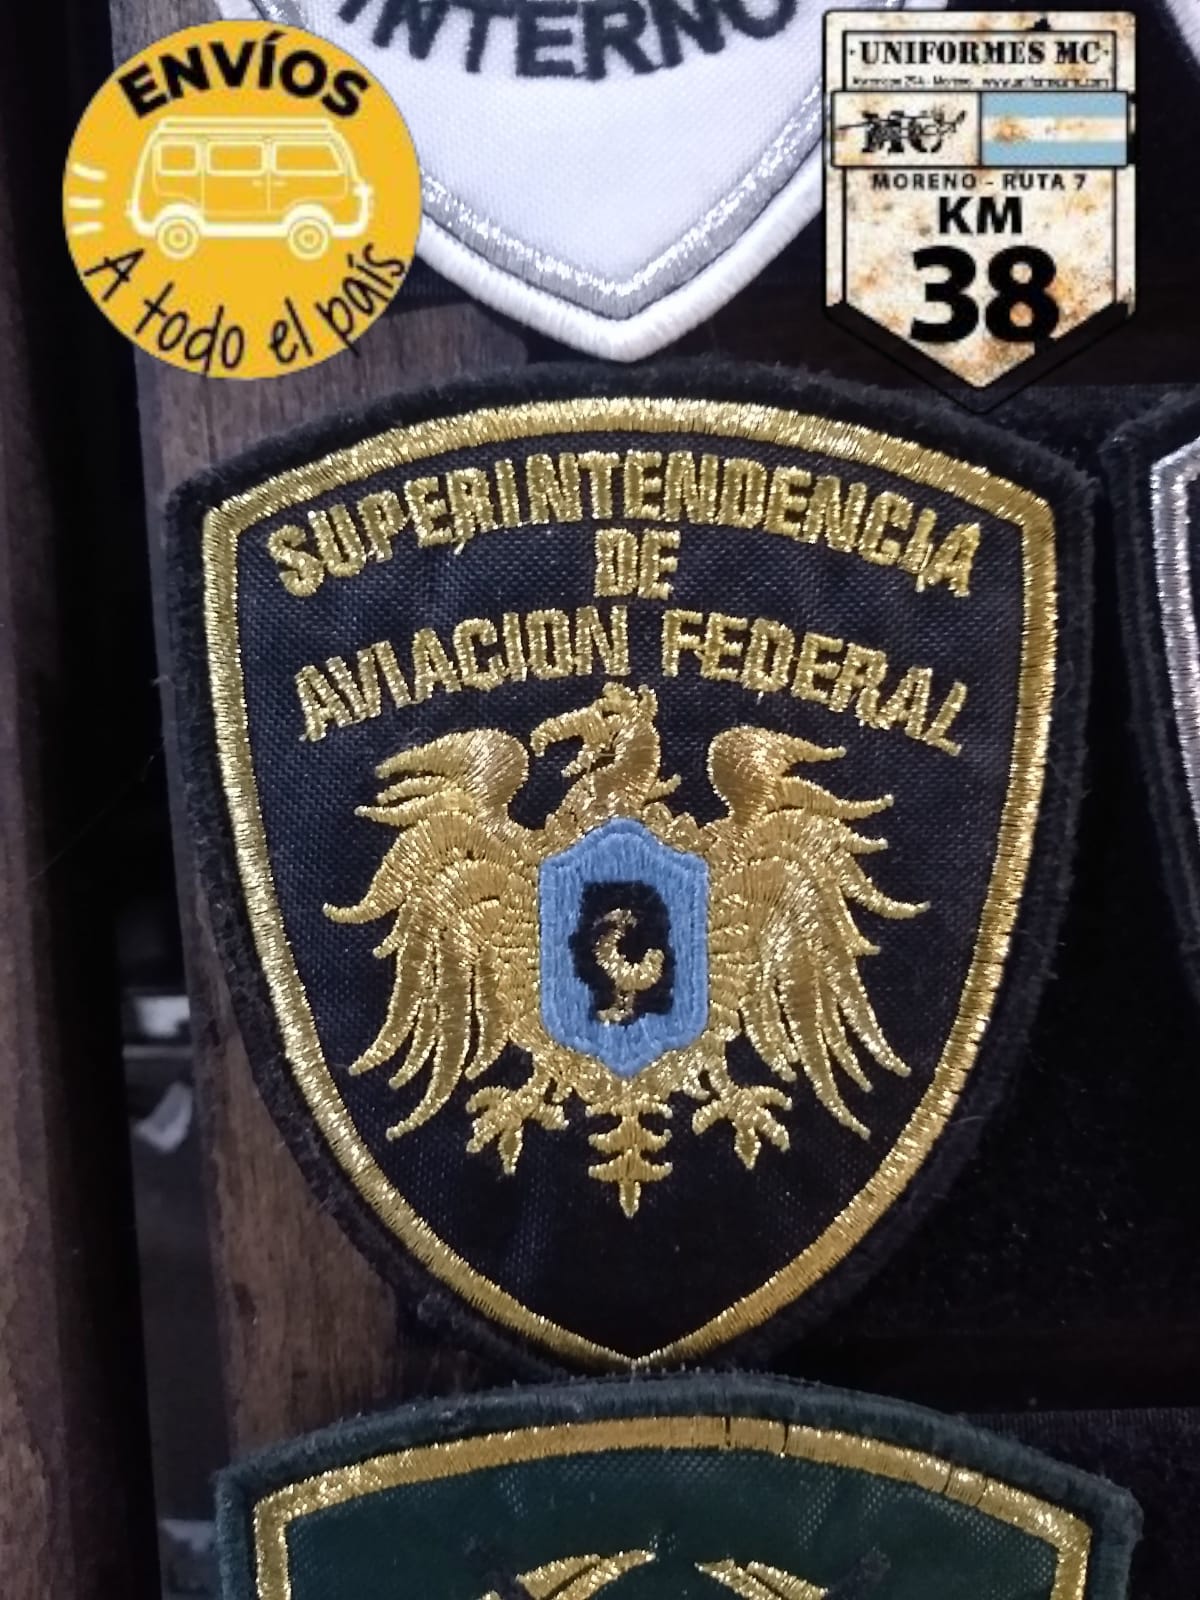 INTERNO
ENVÍOS
A todo el país
·UNIFORMES MC·
MC
MORENO - RUTA 7
KM
38
SUPERINTENDENCIA
DE
AVIACION FEDERAL